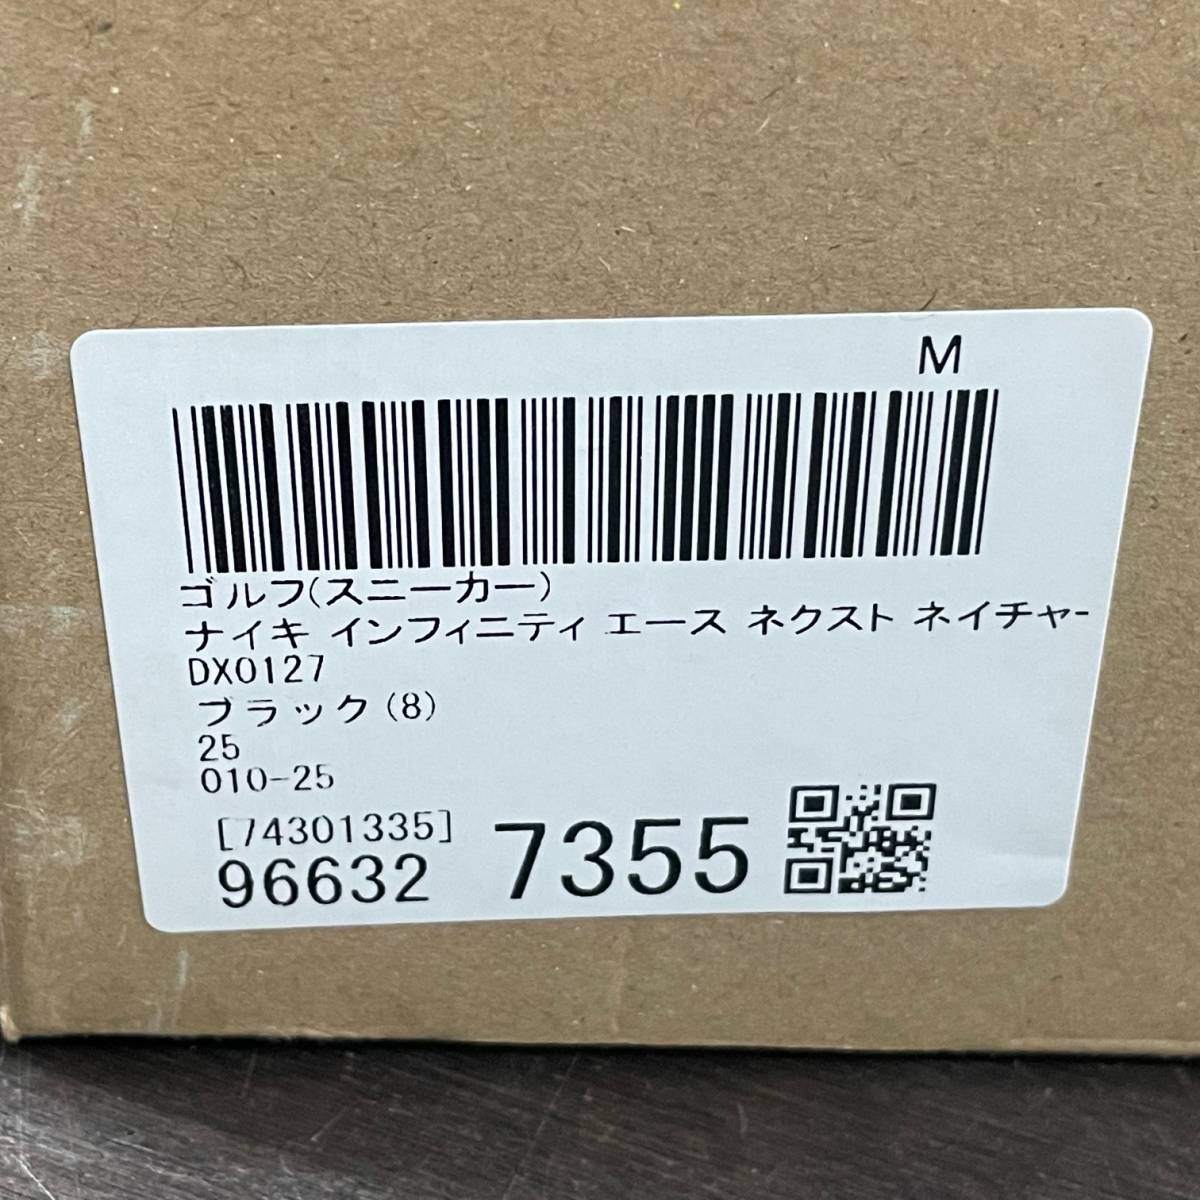 M
ゴルフ(スニーカー)
ナイキ インフィニティ エース ネクスト ネイチャー
DX0127
ブラック(8)
25
010-25
[74301335]
96632 7355